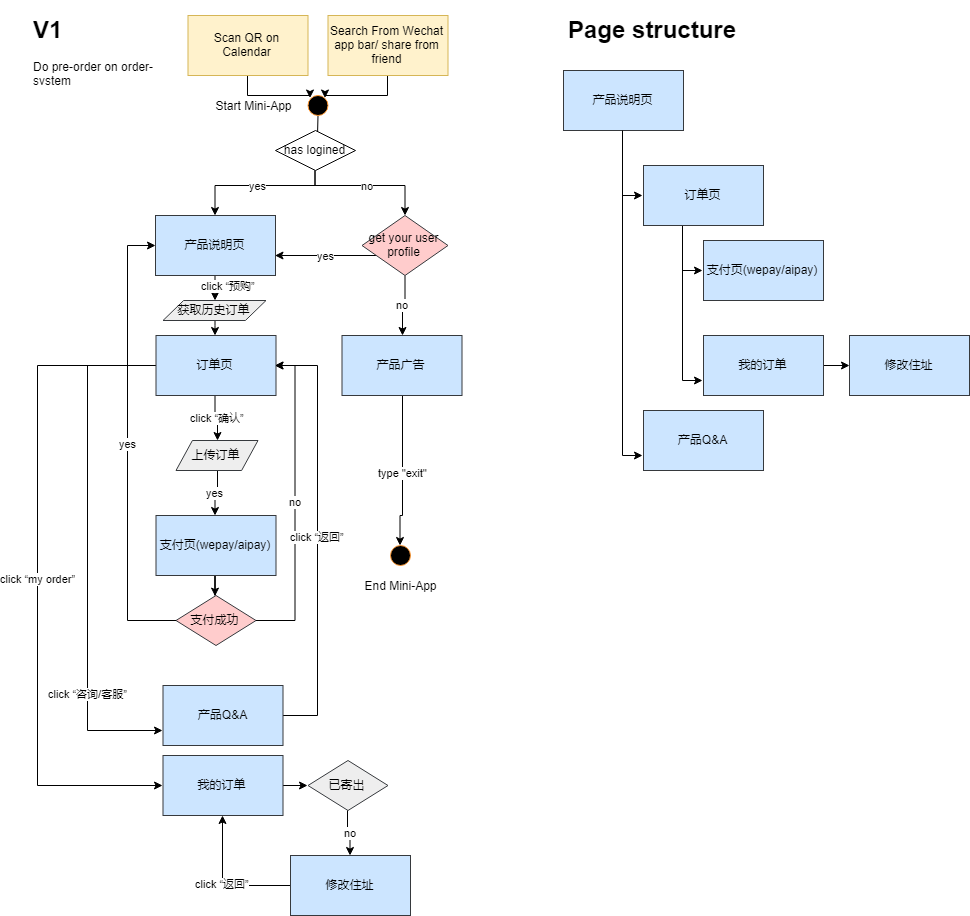 V1
Do pre-order on order-
system
Scan QR on
Calendar
Search From Wechat
app bar/ share from
friend
Start Mini-App
has logined
yes
no
产品说明页
get your user
profile
yes
click “预购”
获取历史订单
no
订单页
产品广告
click “确认”
yes
上传订单
type "exit"
yes
no
支付页(wepay/aipay)
click “返回”
End Mini-App
click “my order”
支付成功
click “咨询/客服”
产品Q&A
我的订单
已寄出
no
click “返回”
修改住址
Page structure
产品说明页
订单页
支付页(wepay/aipay)
我的订单
修改住址
产品Q&A